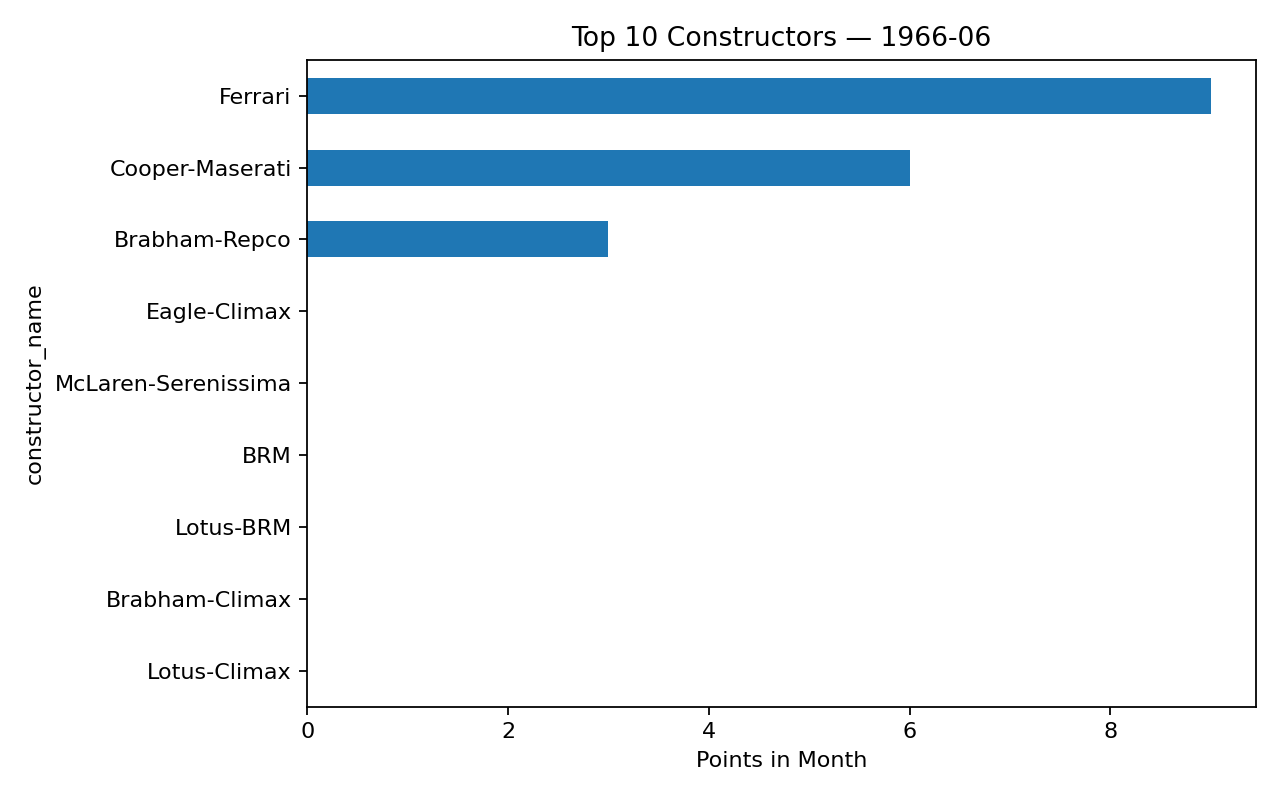 Top 10 Constructors — 1966-06
constructor_name
Ferrari
Cooper-Maserati
Brabham-Repco
Eagle-Climax
McLaren-Serenissima
BRM
Lotus-BRM
Brabham-Climax
Lotus-Climax
0 2 4 6 8
Points in Month